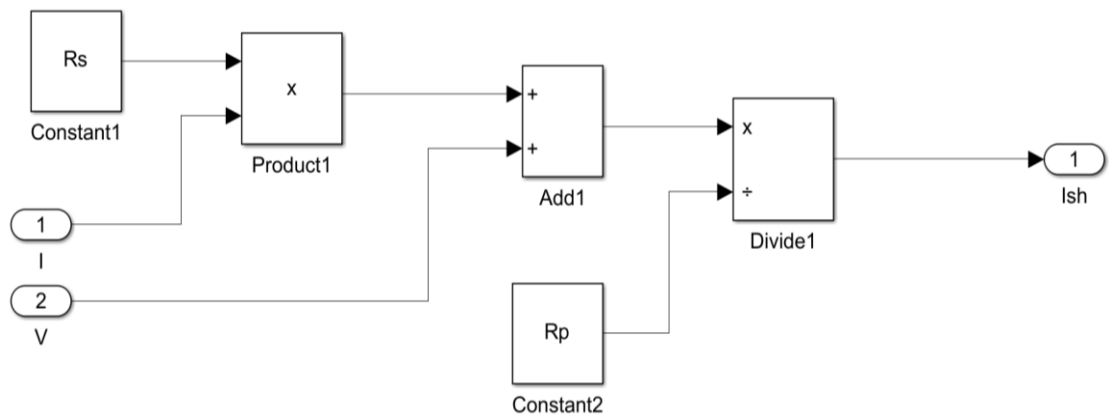 Rs
Constant1
x
Product1
+
+
Add1
x
÷
Divide1
1
Ish
1
I
2
V
Rp
Constant2